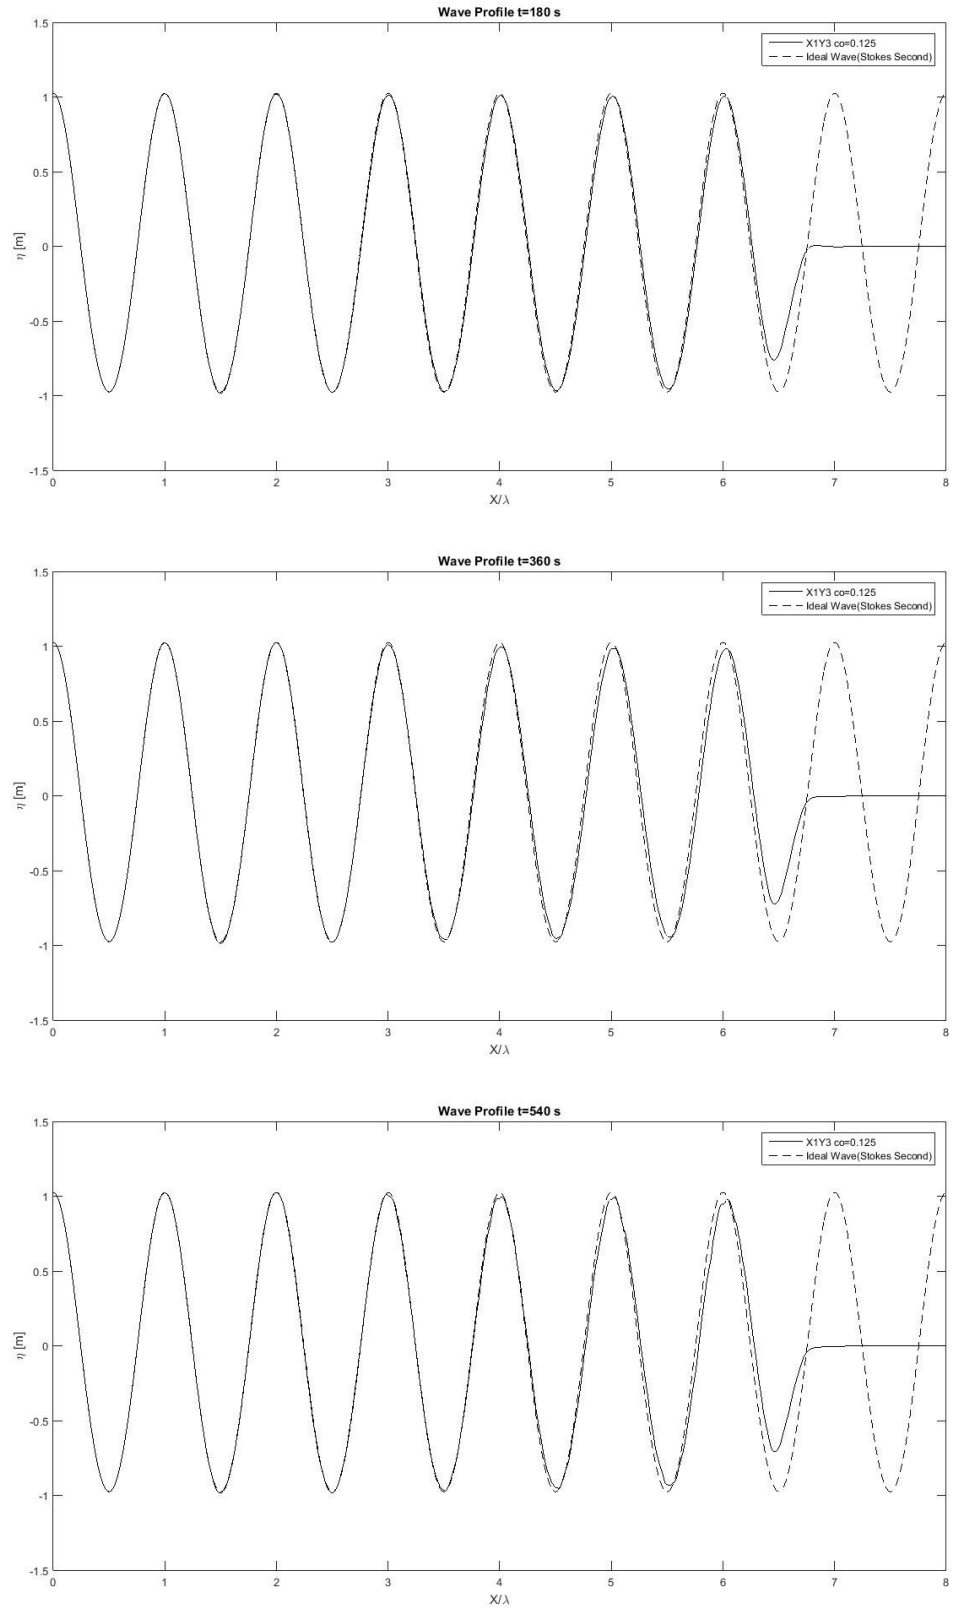 Wave Profile t=180 s
X1Y3 co=0.125
Ideal Wave(Stokes Second)
1.5
1
0.5
0
-0.5
-1
-1.5
η [m]
0 1 2 3 4 5 6 7 8
X/λ
Wave Profile t=360 s
X1Y3 co=0.125
Ideal Wave(Stokes Second)
1.5
1
0.5
0
-0.5
-1
-1.5
η [m]
0 1 2 3 4 5 6 7 8
X/λ
Wave Profile t=540 s
X1Y3 co=0.125
Ideal Wave(Stokes Second)
1.5
1
0.5
0
-0.5
-1
-1.5
η [m]
0 1 2 3 4 5 6 7 8
X/λ